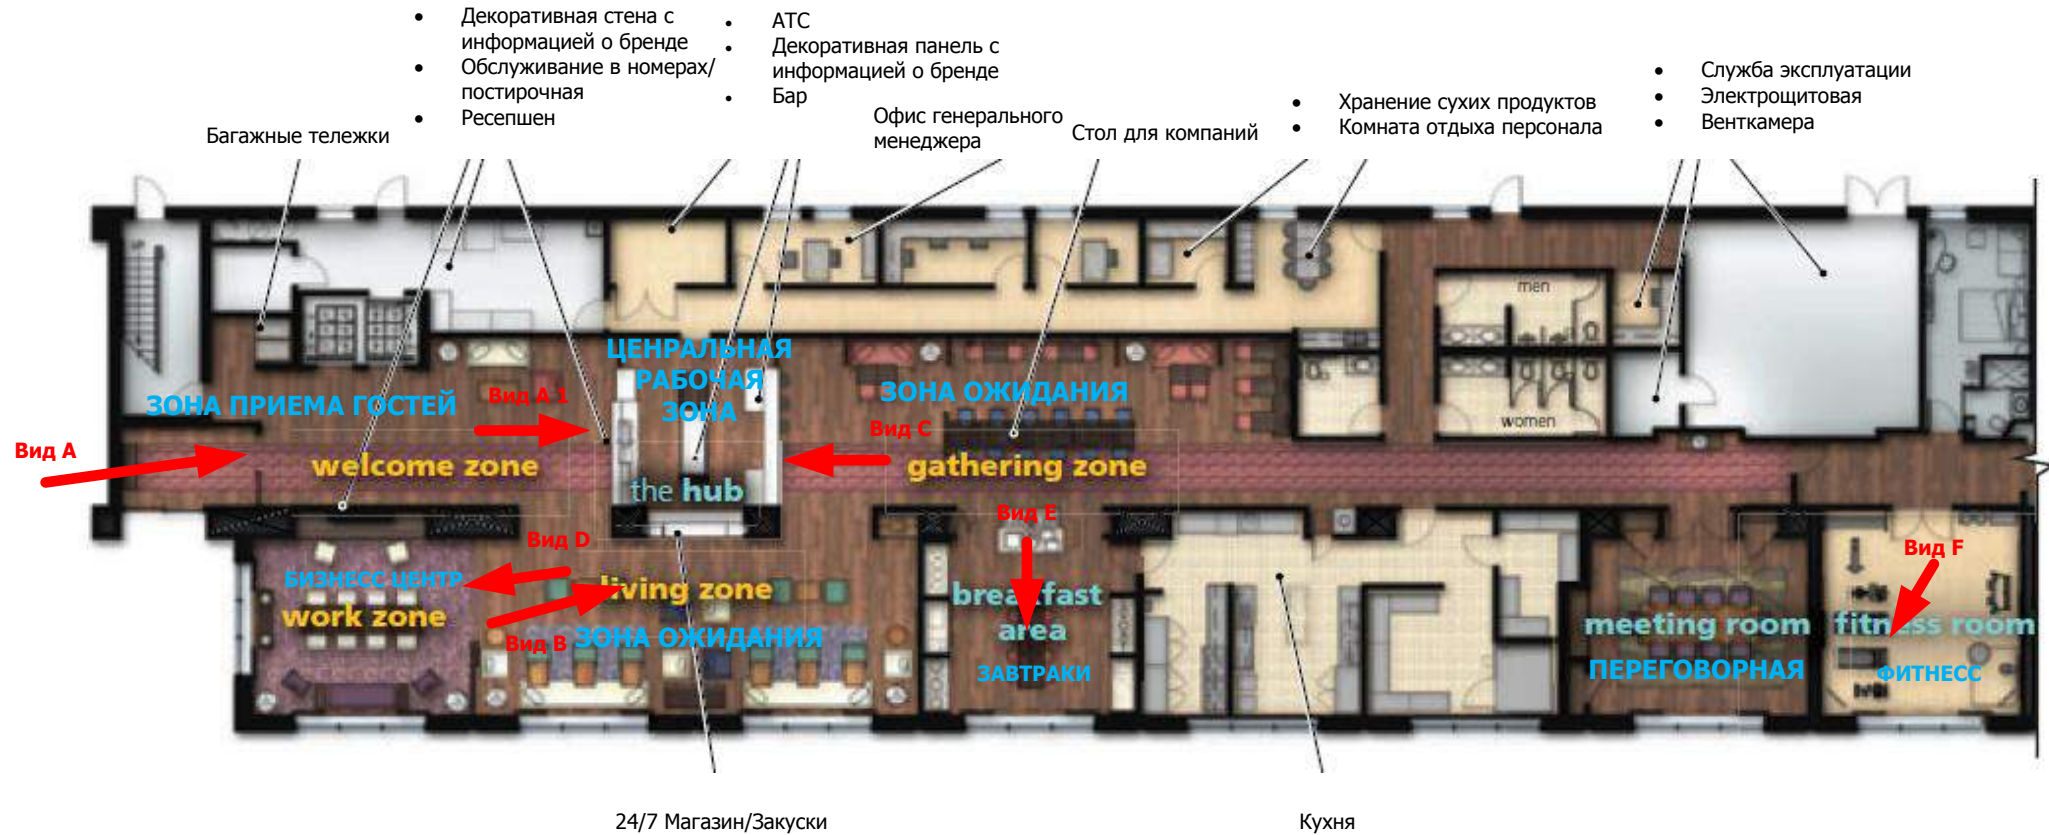 • Декоративная стена с
информацией о бренде
• Обслуживание в номерах/
постирочная
• Ресепшен
• АТС
• Декоративная панель с
информацией о бренде
• Бар
Багажные тележки
Офис генерального
менеджера
Стол для компаний
• Хранение сухих продуктов
• Комната отдыха персонала
• Служба эксплуатации
• Электрощитовая
• Венткамера
men
women
ЗОНА ПРИЕМА ГОСТЕЙ
Вид А 1
ЦЕНРАЛЬНАЯ
РАБОЧАЯ
ЗОНА
ЗОНА ОЖИДАНИЯ
Вид А
Вид С
welcome zone
the hub
gathering zone
Вид D
Вид Е
Вид F
БИЗНЕСС ЦЕНТР
work zone
living zone
Вид В
ЗОНА ОЖИДАНИЯ
breakfast
area
ЗАВТРАКИ
meeting room
ПЕРЕГОВОРНАЯ
fitness room
ФИТНЕСС
24/7 Магазин/Закуски
Кухня